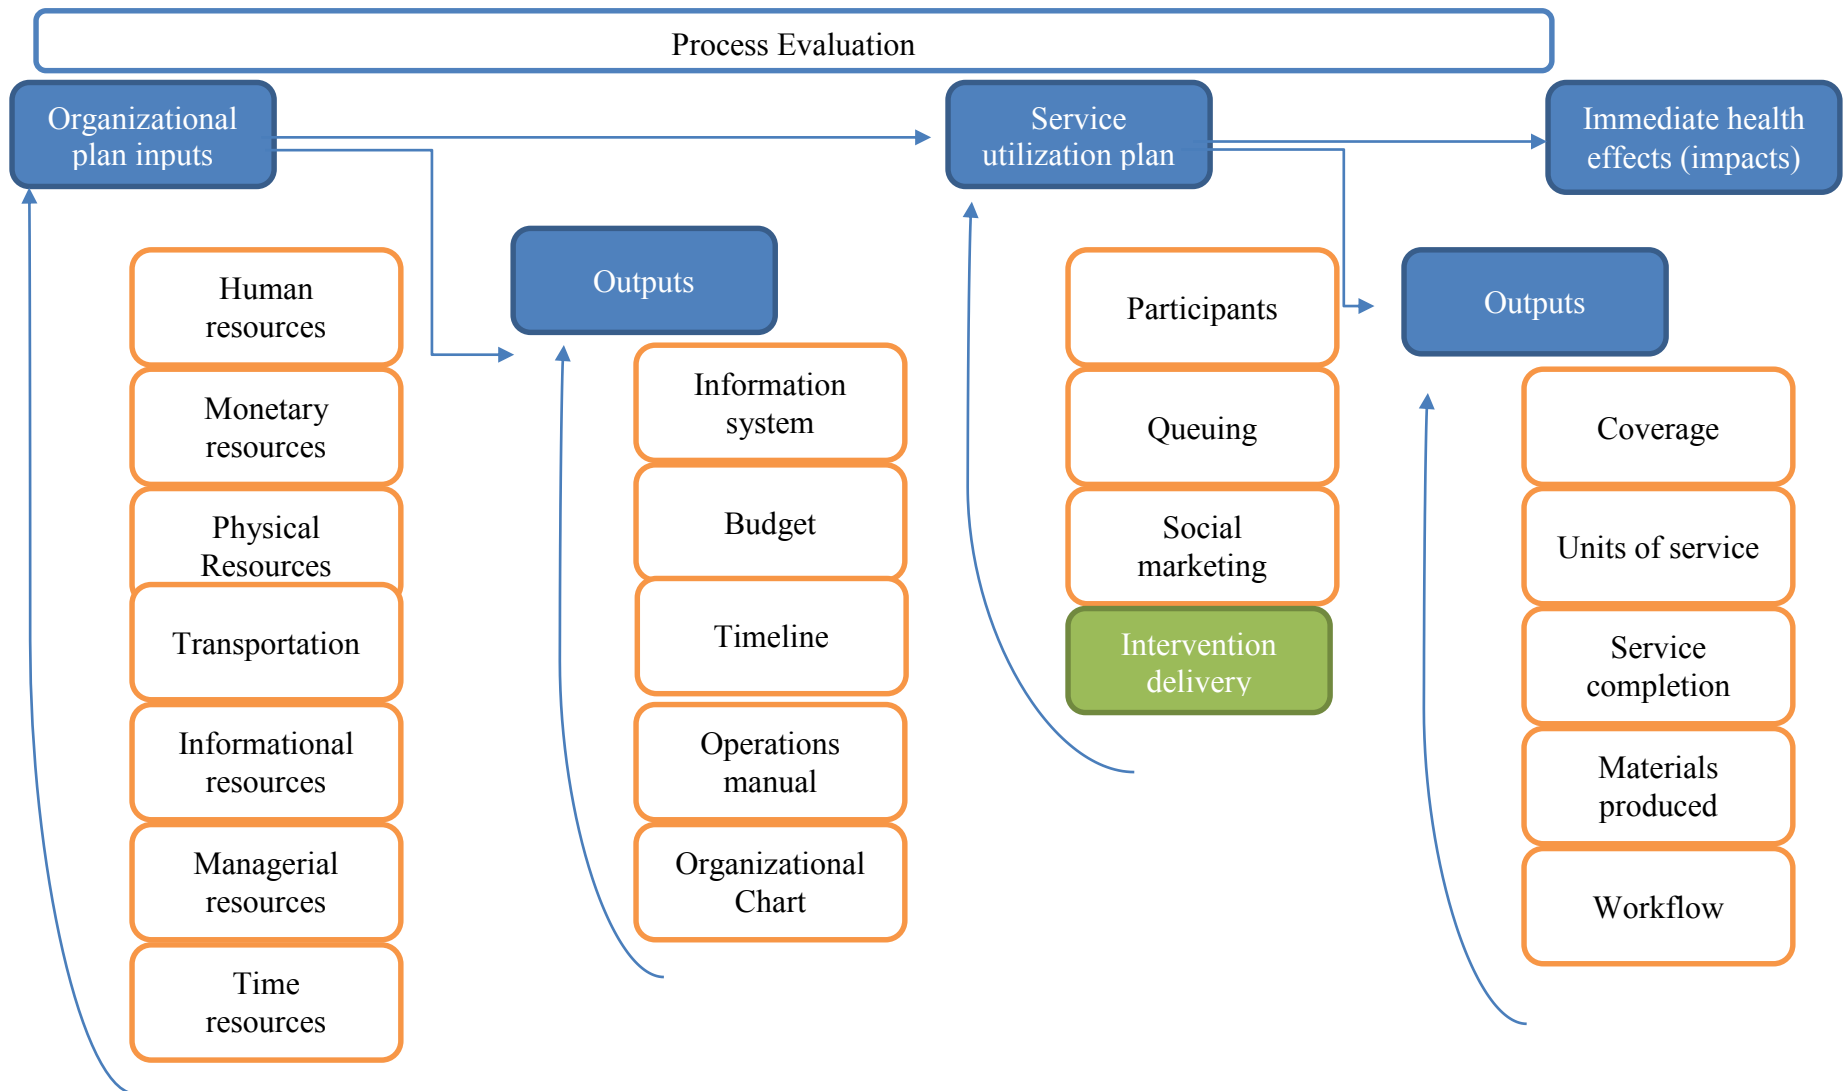 Process Evaluation
Organizational
plan inputs
Service
utilization plan
Immediate health
effects (impacts)
Human
resources
Monetary
resources
Physical
Resources
Transportation
Informational
resources
Managerial
resources
Time
resources
Outputs
Information
system
Budget
Timeline
Operations
manual
Organizational
Chart
Participants
Queuing
Social
marketing
Intervention
delivery
Outputs
Coverage
Units of service
Service
completion
Materials
produced
Workflow